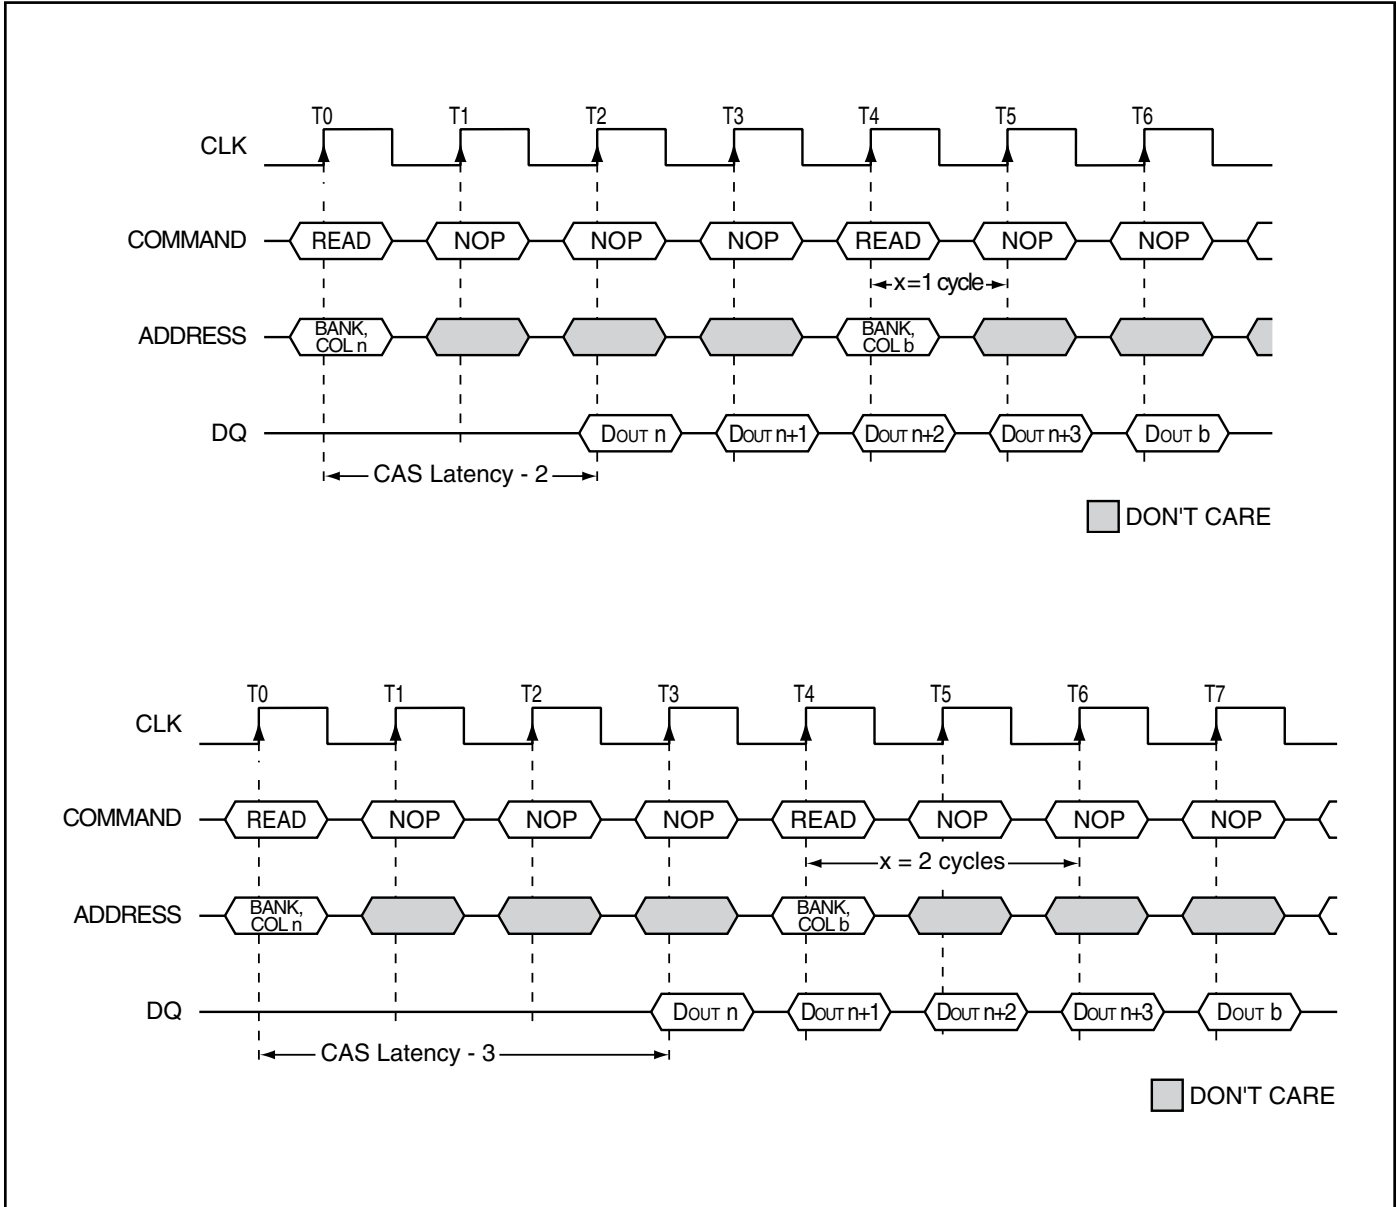 T0 T1 T2 T3 T4 T5 T6
CLK
COMMAND READ NOP NOP NOP READ NOP NOP
x=1 cycle
ADDRESS BANK, COL n BANK, COL b
DQ DOUT n DOUT n+1 DOUT n+2 DOUT n+3 DOUT b
CAS Latency - 2
DON'T CARE
T0 T1 T2 T3 T4 T5 T6 T7
CLK
COMMAND READ NOP NOP NOP READ NOP NOP NOP
x = 2 cycles
ADDRESS BANK, COL n BANK, COL b
DQ DOUT n DOUT n+1 DOUT n+2 DOUT n+3 DOUT b
CAS Latency - 3
DON'T CARE